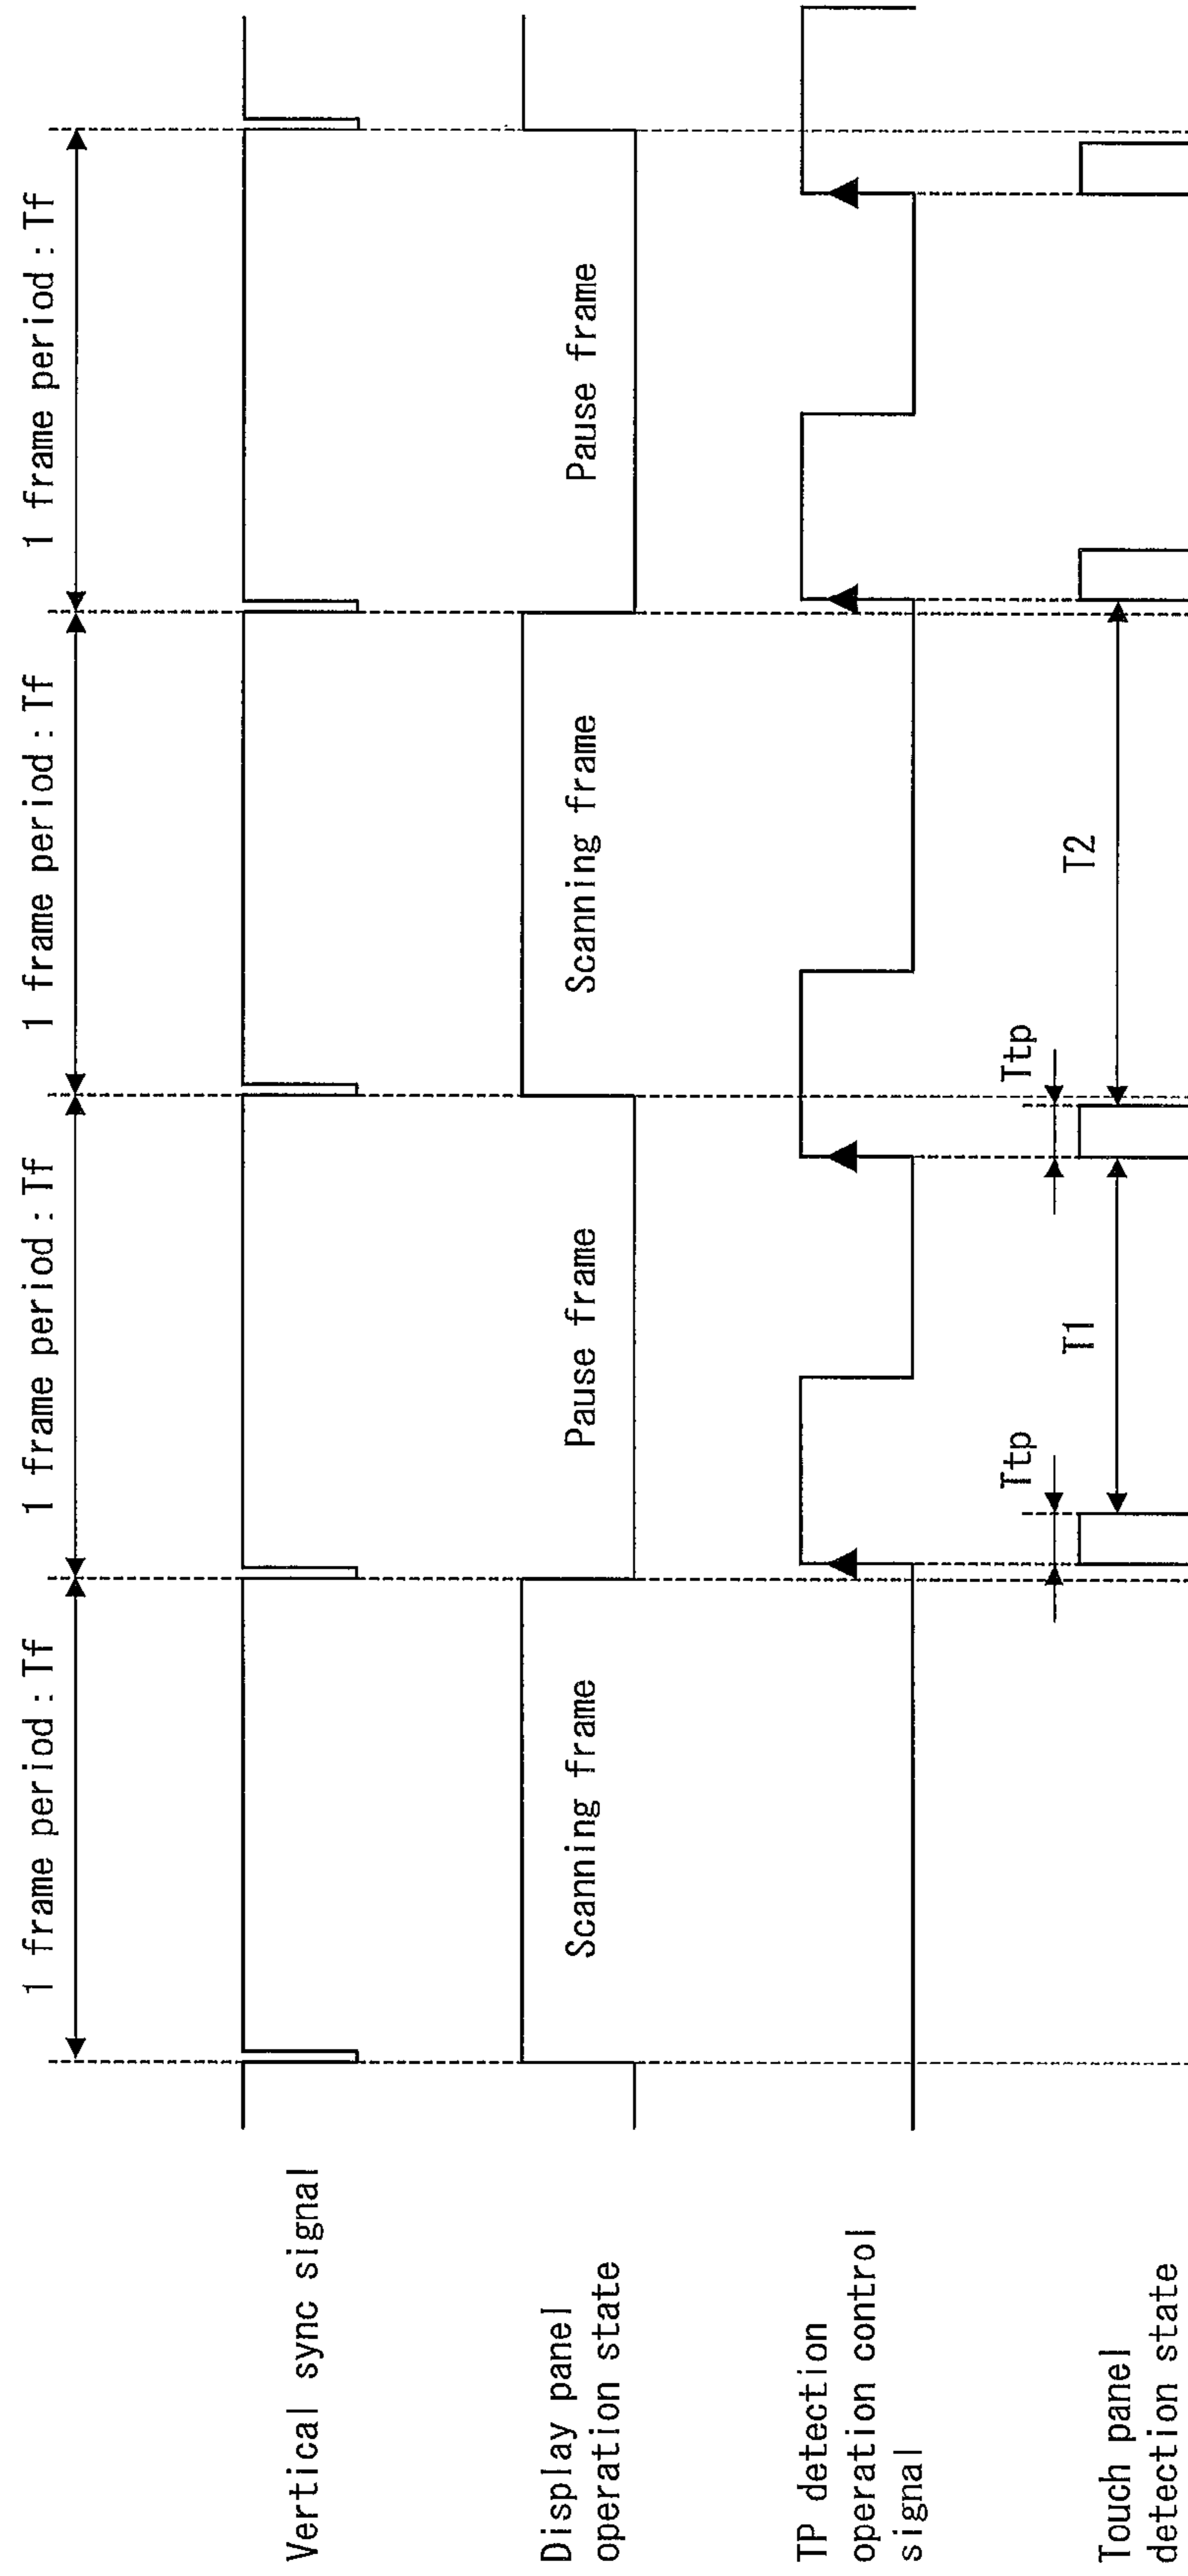 1 frame period : Tf
1 frame period : Tf
1 frame period : Tf
1 frame period : Tf
Vertical sync signal
Display panel
operation state
Scanning frame
Pause frame
Scanning frame
Pause frame
TP detection
operation control
signal
Touch panel
detection state
Ttp
T1
Ttp
T2